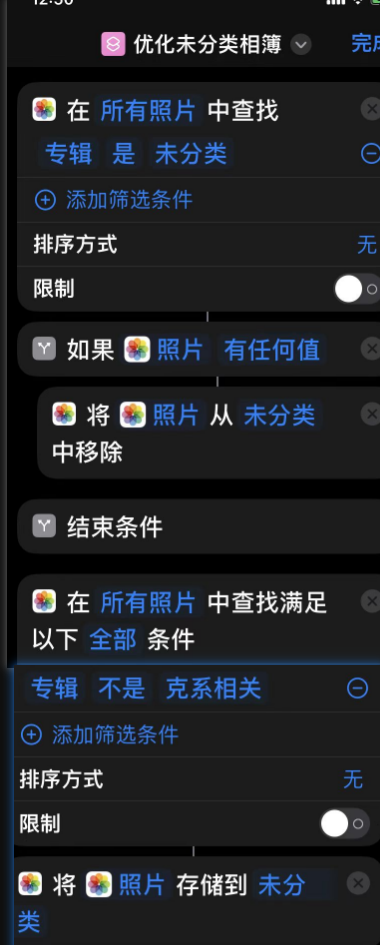 优化未分类相簿
在 所有照片 中查找
专辑 是 未分类
添加筛选条件
排序方式 无
限制
如果 照片 有任何值
将 照片 从 未分类
中移除
结束条件
在 所有照片 中查找满足
以下 全部 条件
专辑 不是 克系相关
添加筛选条件
排序方式 无
限制
将 照片 存储到 未分
类